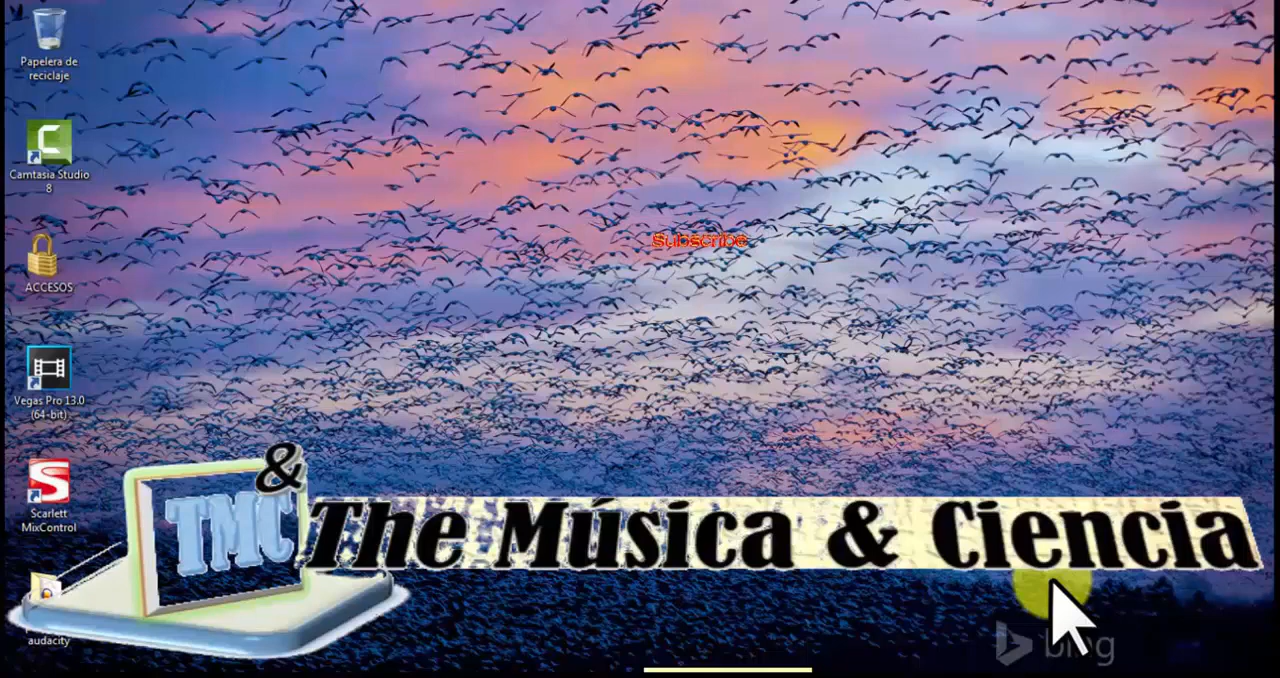 Papelera de
reciclaje
Camtasia Studio
8
ACCESOS
Vegas Pro 13.0
(64-bit)
Scarlett
MixControl
audacity
Subscribe
&
TMC
The Música & Ciencia
bing